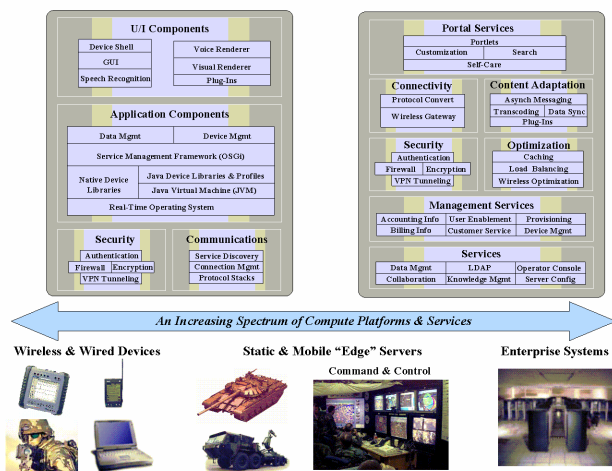 U/I Components
Device Shell
GUI
Speech Recognition
Voice Renderer
Visual Renderer
Plug-Ins
Application Components
Data Mgmt Device Mgmt
Service Management Framework (OSGi)
Native Device
Libraries
Java Device Libraries & Profiles
Java Virtual Machine (JVM)
Real-Time Operating System
Security
Authentication
Firewall Encryption
VPN Tunneling
Communications
Service Discovery
Connection Mgmt
Protocol Stacks
Portal Services
Portlets
Customization Search
Self-Care
Connectivity
Protocol Convert
Wireless Gateway
Content Adaptation
Asynch Messaging
Transcoding Data Sync
Plug-Ins
Security
Authentication
Firewall Encryption
VPN Tunneling
Optimization
Caching
Load Balancing
Wireless Optimization
Management Services
Accounting Info User Enablement Provisioning
Billing Info Customer Service Device Mgmt
Services
Data Mgmt LDAP Operator Console
Collaboration Knowledge Mgmt Server Config
An Increasing Spectrum of Compute Platforms & Services
Wireless & Wired Devices
Static & Mobile “Edge” Servers
Enterprise Systems
Command & Control